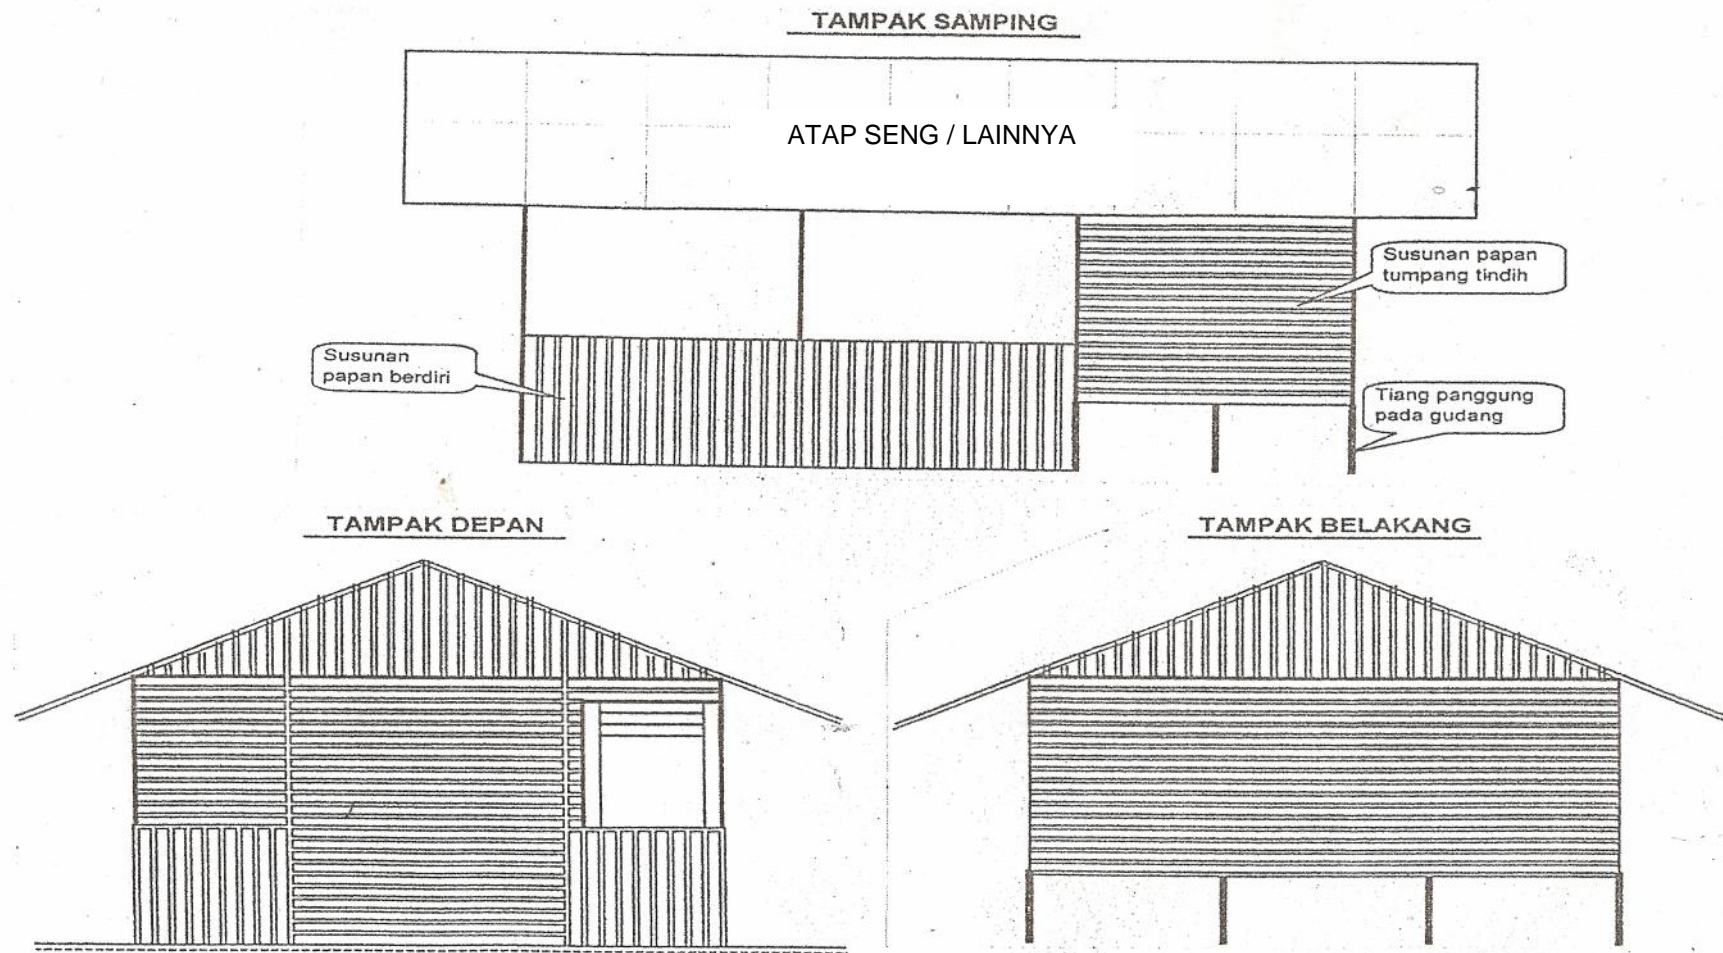 TAMPAK SAMPING
ATAP SENG / LAINNYA
Susunan papan
tumpang tindih
Susunan
papan berdiri
Tiang panggung
pada gudang
TAMPAK DEPAN
TAMPAK BELAKANG